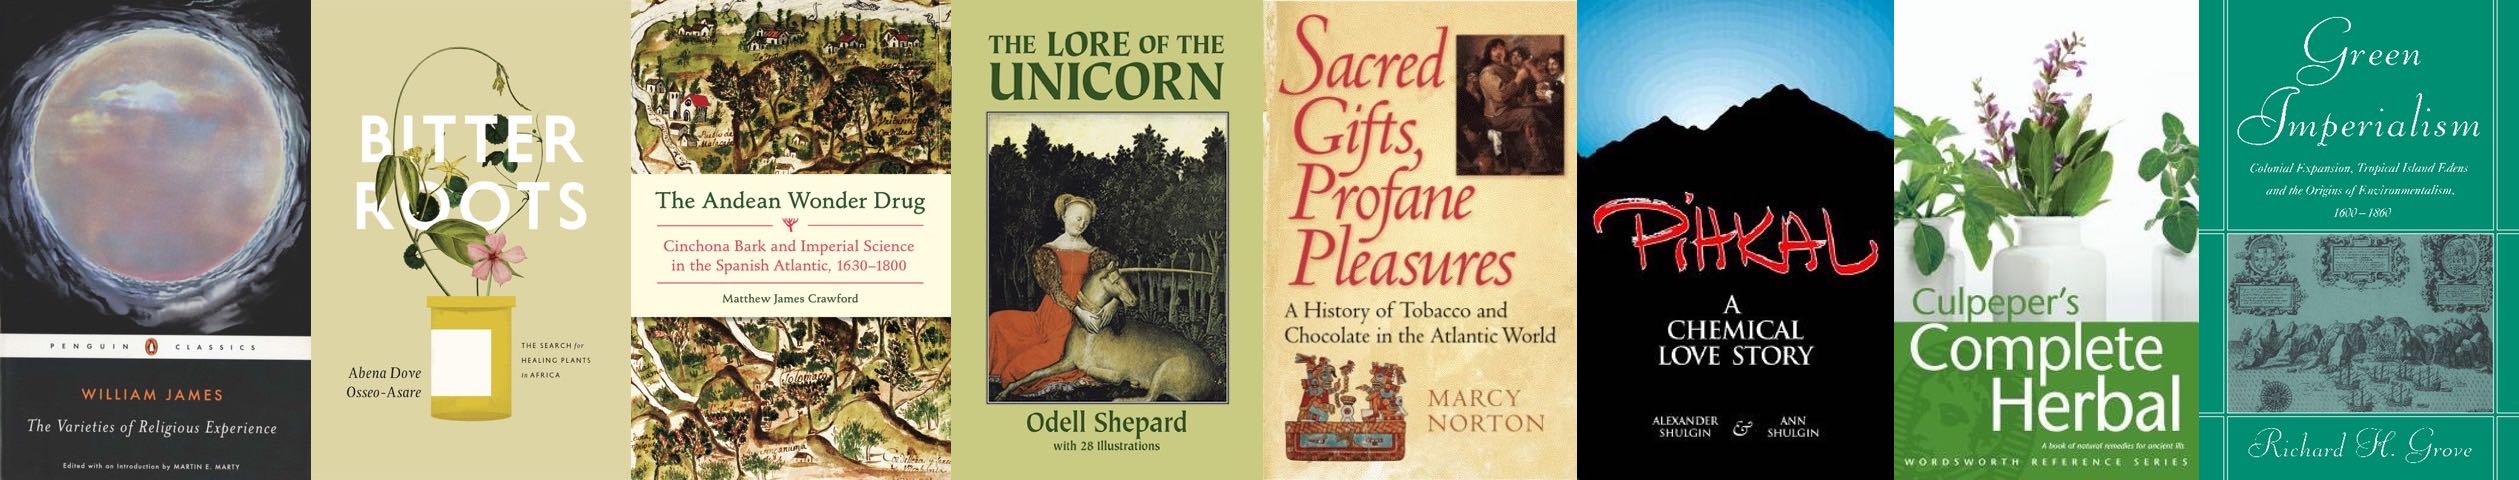 PENGUIN CLASSICS
WILLIAM JAMES
The Varieties of Religious Experience
Edited with an Introduction by MARTIN E. MARTY
BITTER
ROOTS
THE SEARCH for
HEALING PLANTS
in AFRICA
Abena Dove
Osseo-Asare
The Andean Wonder Drug
Cinchona Bark and Imperial Science
in the Spanish Atlantic, 1630–1800
Matthew James Crawford
THE LORE OF THE
UNICORN
Odell Shepard
with 28 Illustrations
Sacred
Gifts,
Profane
Pleasures
A History of Tobacco and
Chocolate in the Atlantic World
MARCY
NORTON
PiHKAL
A
CHEMICAL
LOVE STORY
ALEXANDER SHULGIN & ANN SHULGIN
Culpeper's
Complete
Herbal
A book of natural remedies for ancient ills
WORDSWORTH REFERENCE SERIES
Green
Imperialism
Colonial Expansion, Tropical Island Edens
and the Origins of Environmentalism,
1600–1860
Richard H. Grove